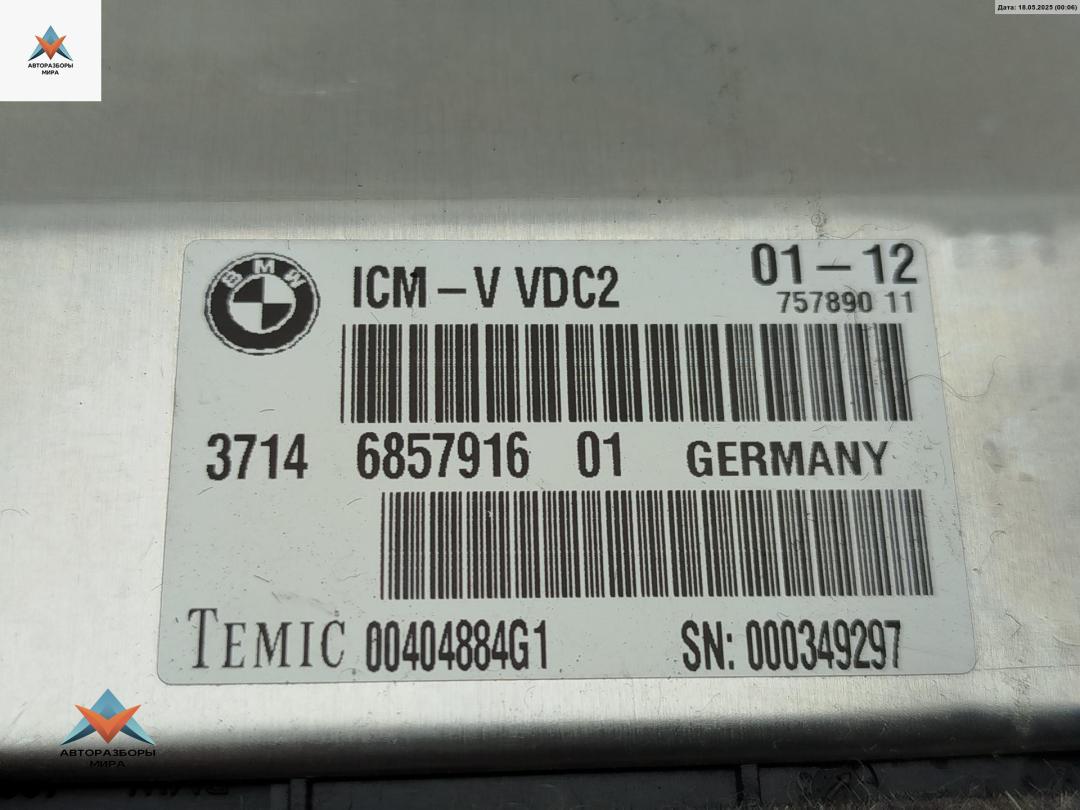 Дата: 18.05.2025 (00:06)
АВТОРАЗБОРЫ
МИРА
BMW
ICM-V VDC2
01-12
757890 11
3714 6857916 01 GERMANY
TEMIC 00404884G1 SN: 000349297
АВТОРАЗБОРЫ
МИРА